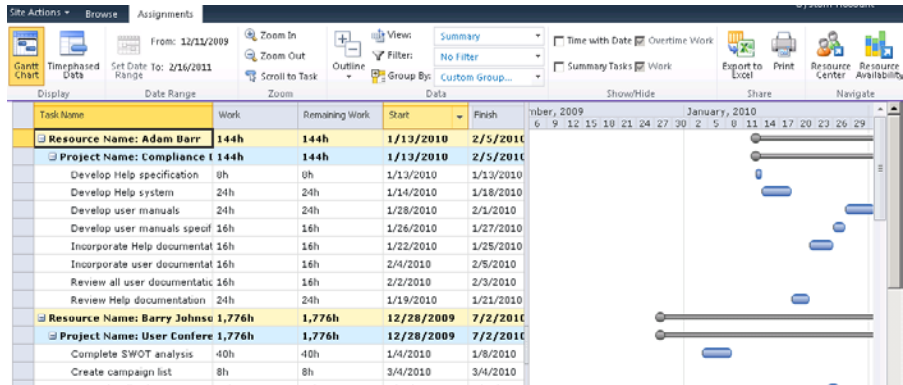 Site Actions Browse Assignments
System Account
Gantt Chart
Timephased Data
Display
From: 12/11/2009
Set Date Range To: 2/16/2011
Date Range
Zoom In
Zoom Out
Scroll to Task
Zoom
Outline
View: Summary
Filter: No Filter
Group By: Custom Group...
Data
Time with Date Overtime Work
Summary Tasks Work
Show/Hide
Export to Excel
Print
Share
Resource Center
Resource Availability
Navigate
Task Name Work Remaining Work Start Finish
mber, 2009 January, 2010
6 9 12 15 18 21 24 27 30 2 5 8 11 14 17 20 23 26 29
Resource Name: Adam Barr 144h 144h 1/13/2010 2/5/2010
Project Name: Compliance I 144h 144h 1/13/2010 2/5/2010
Develop Help specification 8h 8h 1/13/2010 1/13/2010
Develop Help system 24h 24h 1/14/2010 1/18/2010
Develop user manuals 24h 24h 1/28/2010 2/1/2010
Develop user manuals specif 16h 16h 1/26/2010 1/27/2010
Incorporate Help documentat 16h 16h 1/22/2010 1/25/2010
Incorporate user documentat 16h 16h 2/4/2010 2/5/2010
Review all user documentatic 16h 16h 2/2/2010 2/3/2010
Review Help documentation 24h 24h 1/19/2010 1/21/2010
Resource Name: Barry Johnso 1,776h 1,776h 12/28/2009 7/2/2010
Project Name: User Confere 1,776h 1,776h 12/28/2009 7/2/2010
Complete SWOT analysis 40h 40h 1/4/2010 1/8/2010
Create campaign list 8h 8h 3/4/2010 3/4/2010